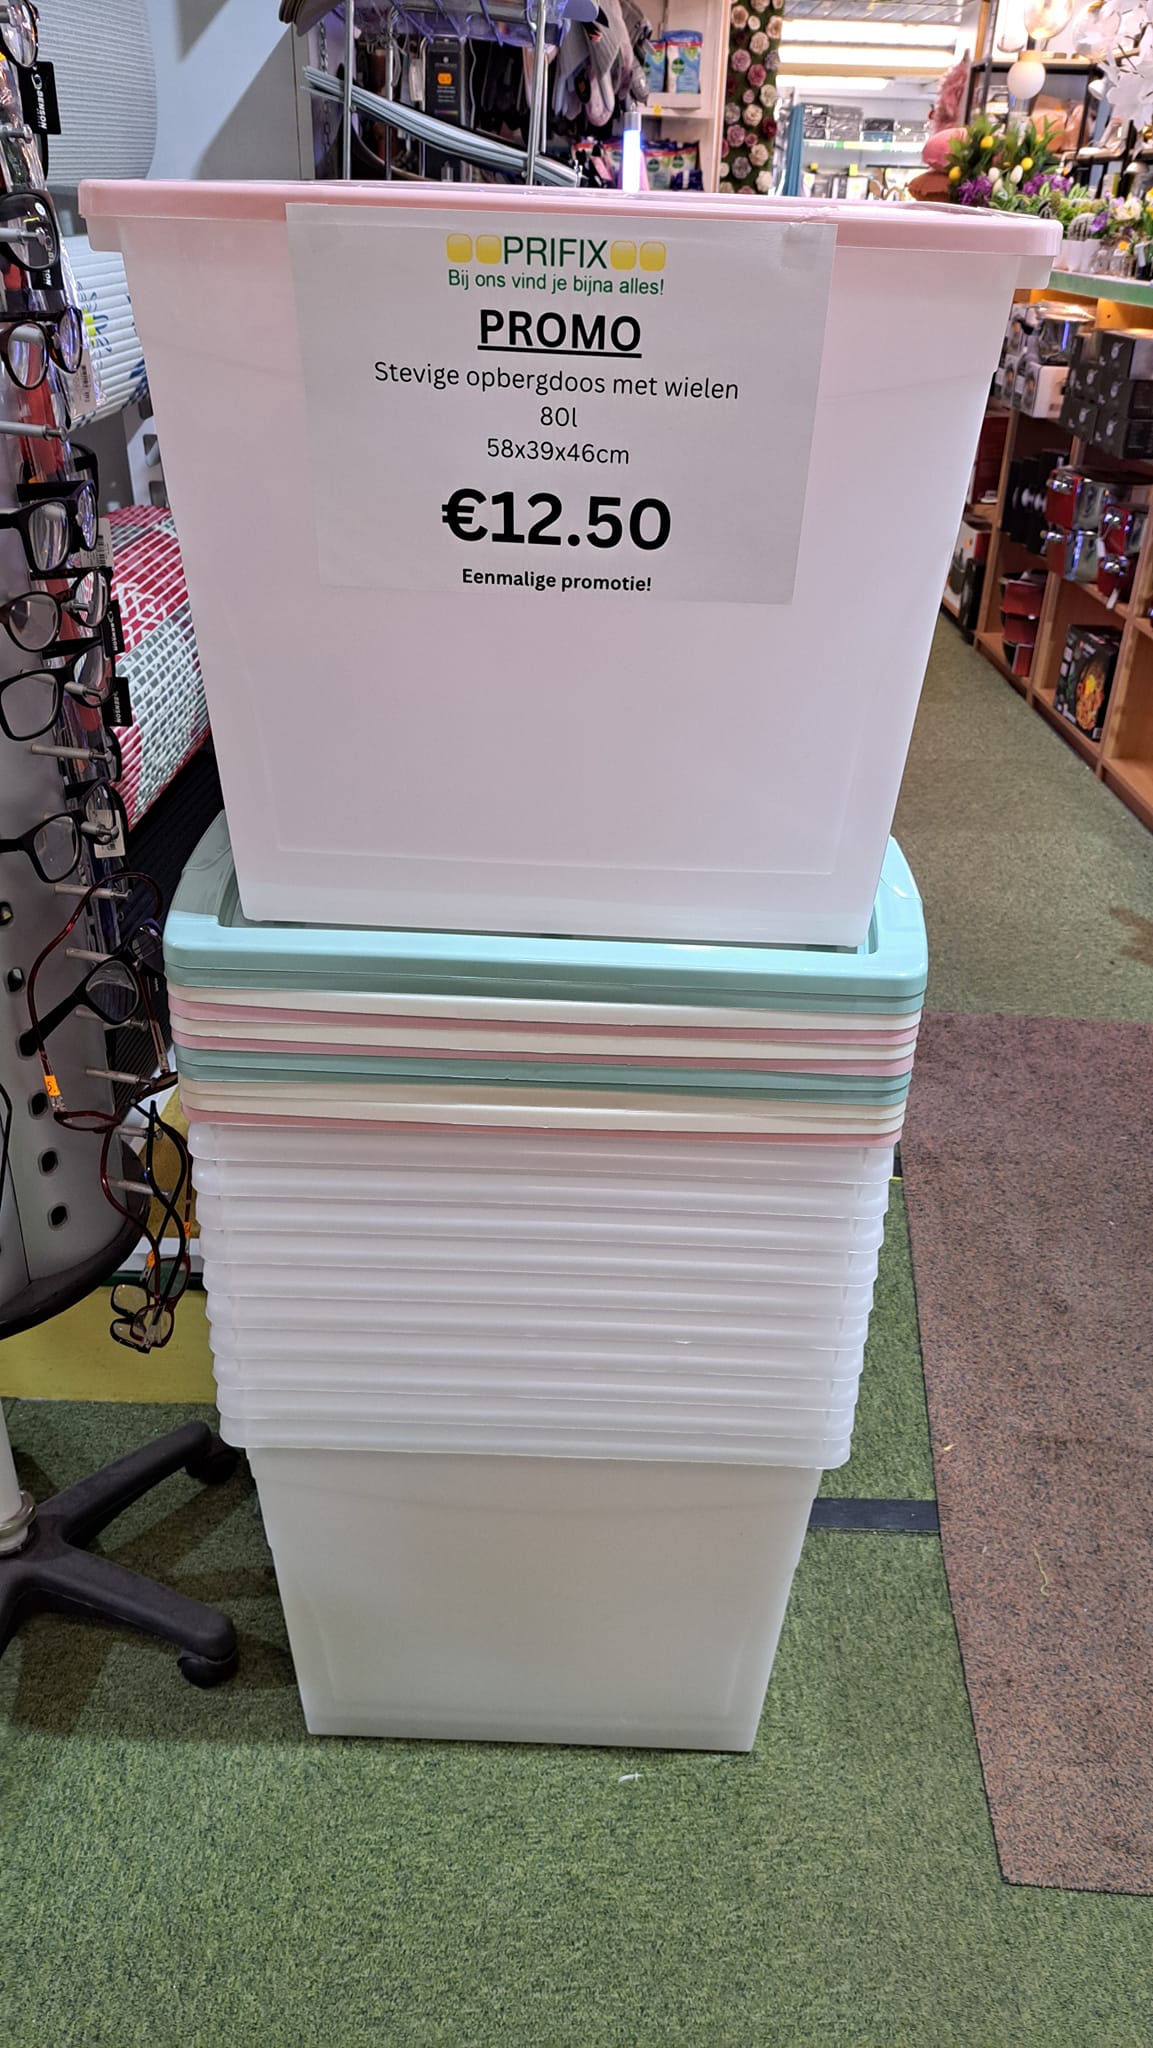 PRIFIX
Bij ons vind je bijna alles!
PROMO
Stevige opbergdoos met wielen
80l
58x39x46cm
€12.50
Eenmalige promotie!